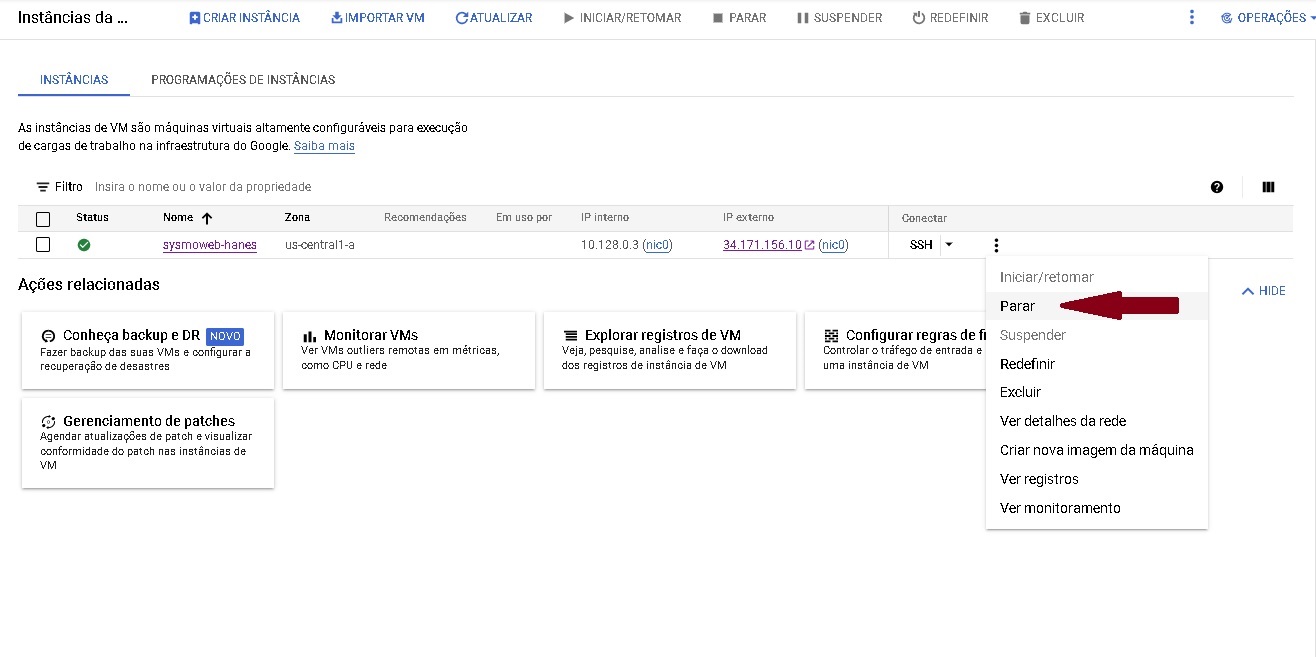 Instâncias da ...
CRIAR INSTÂNCIA
IMPORTAR VM
ATUALIZAR
INICIAR/RETOMAR
PARAR
SUSPENDER
REDEFINIR
EXCLUIR
OPERAÇÕES
INSTÂNCIAS
PROGRAMAÇÕES DE INSTÂNCIAS
As instâncias de VM são máquinas virtuais altamente configuráveis para execução
de cargas de trabalho na infraestrutura do Google. Saiba mais
Filtro Insira o nome ou o valor da propriedade
Status Nome Zona Recomendações Em uso por IP interno IP externo Conectar
sysmoweb-hanes us-central1-a 10.128.0.3 (nic0) 34.171.156.10 (nic0) SSH
Iniciar/retomar
Parar
Suspender
Redefinir
Excluir
Ver detalhes da rede
Criar nova imagem da máquina
Ver registros
Ver monitoramento
Ações relacionadas
HIDE
Conheça backup e DR NOVO
Fazer backup das suas VMs e configurar a
recuperação de desastres
Monitorar VMs
Ver VMs outliers remotas em métricas,
como CPU e rede
Explorar registros de VM
Veja, pesquise, analise e faça o download
dos registros de instância de VM
Configurar regras de fi
Controlar o tráfego de entrada e
uma instância de VM
Gerenciamento de patches
Agendar atualizações de patch e visualizar
conformidade do patch nas instâncias de
VM